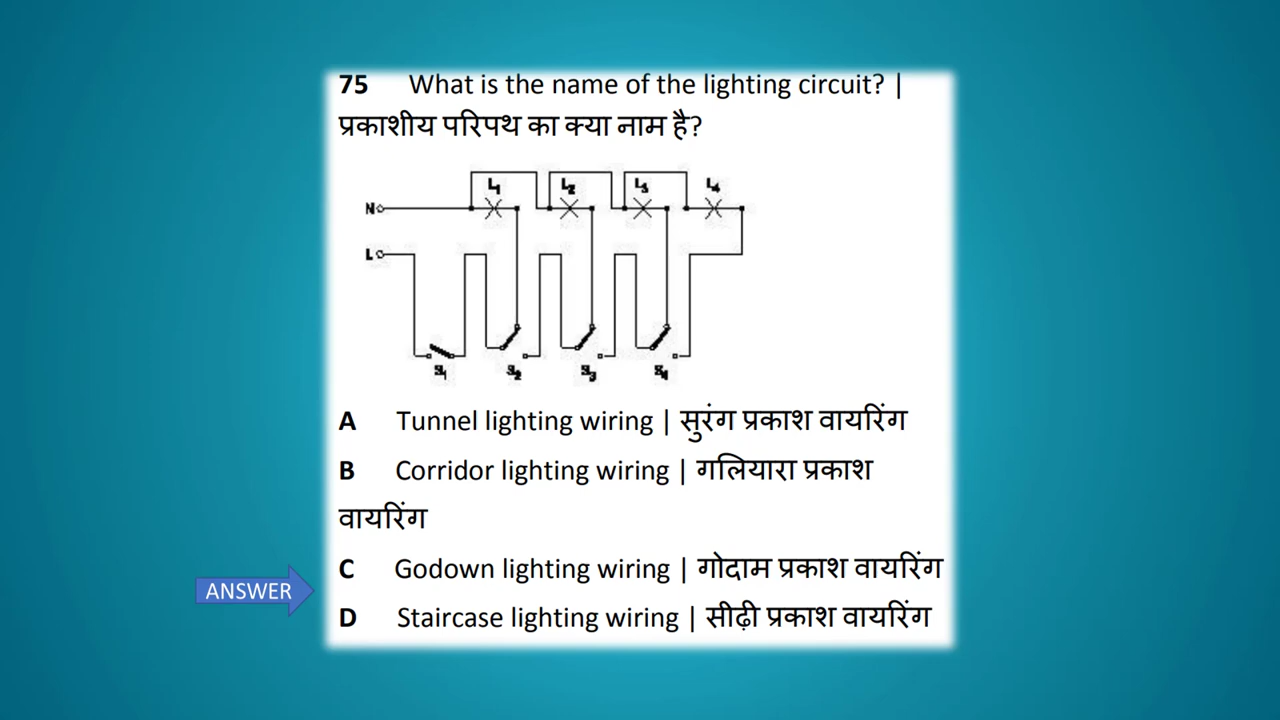 75 What is the name of the lighting circuit? |
प्रकाशीय परिपथ का क्या नाम है?
L1 L2 L3 L4
N
L
S1 S2 S3 S4
A Tunnel lighting wiring | सुरंग प्रकाश वायरिंग
B Corridor lighting wiring | गलियारा प्रकाश
वायरिंग
C Godown lighting wiring | गोदाम प्रकाश वायरिंग
ANSWER
D Staircase lighting wiring | सीढ़ी प्रकाश वायरिंग